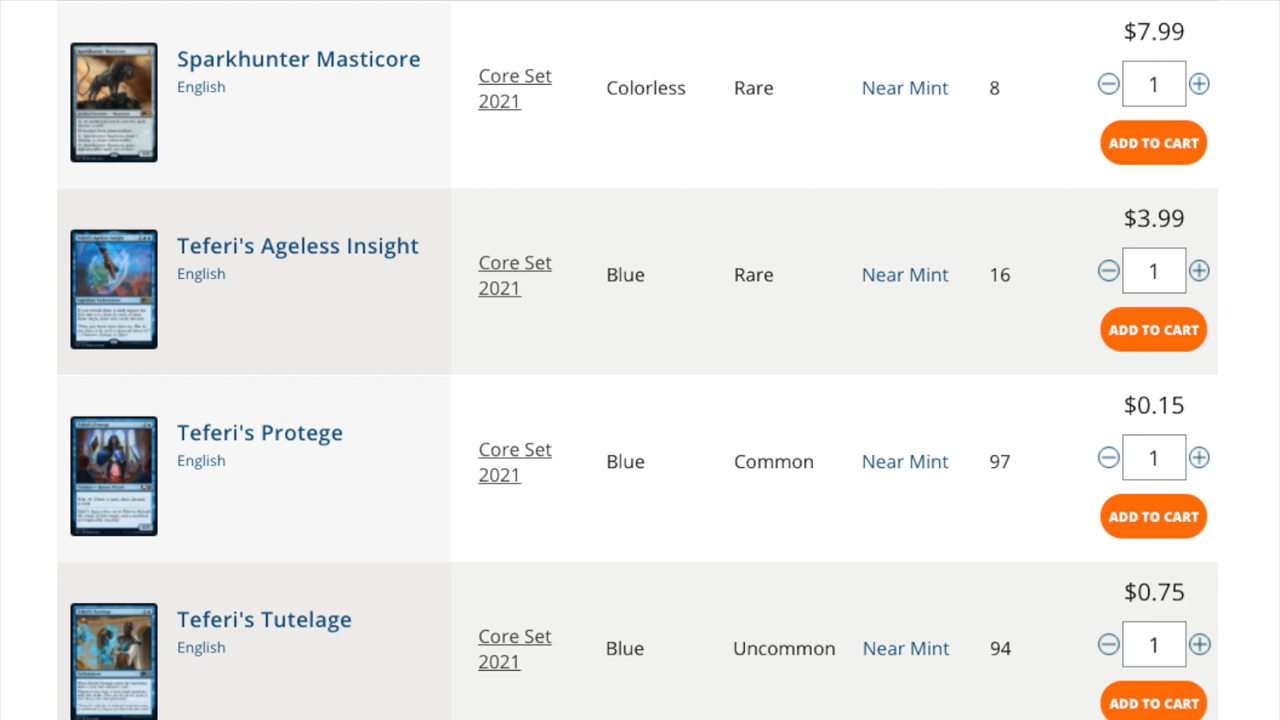 Sparkhunter Masticore
English
Core Set
2021
Colorless
Rare
Near Mint
8
$7.99
1
ADD TO CART
Teferi's Ageless Insight
English
Core Set
2021
Blue
Rare
Near Mint
16
$3.99
1
ADD TO CART
Teferi's Protege
English
Core Set
2021
Blue
Common
Near Mint
97
$0.15
1
ADD TO CART
Teferi's Tutelage
English
Core Set
2021
Blue
Uncommon
Near Mint
94
$0.75
1
ADD TO CART